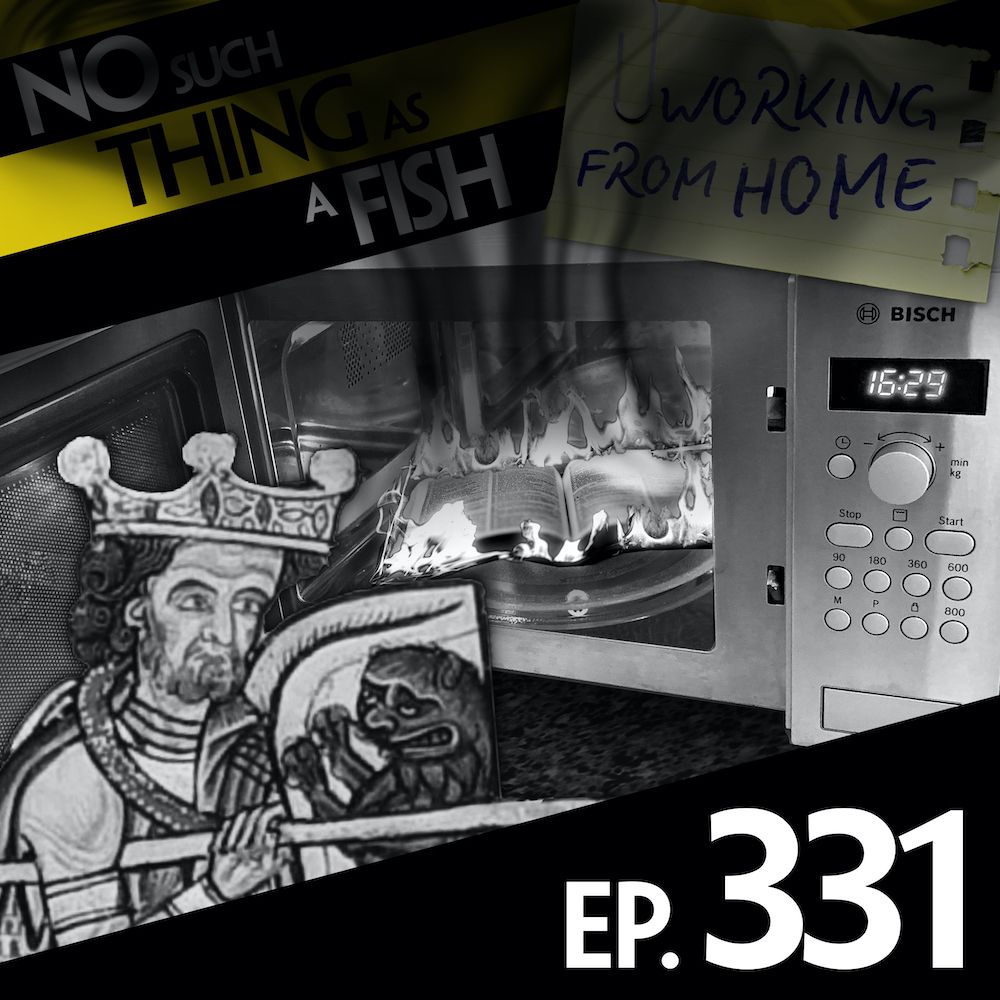 NO SUCH
THING AS
A FISH
WORKING
FROM HOME
BISCH
16:29
- +
min
kg
Stop Start
90 180 360 600
M P 800
EP. 331